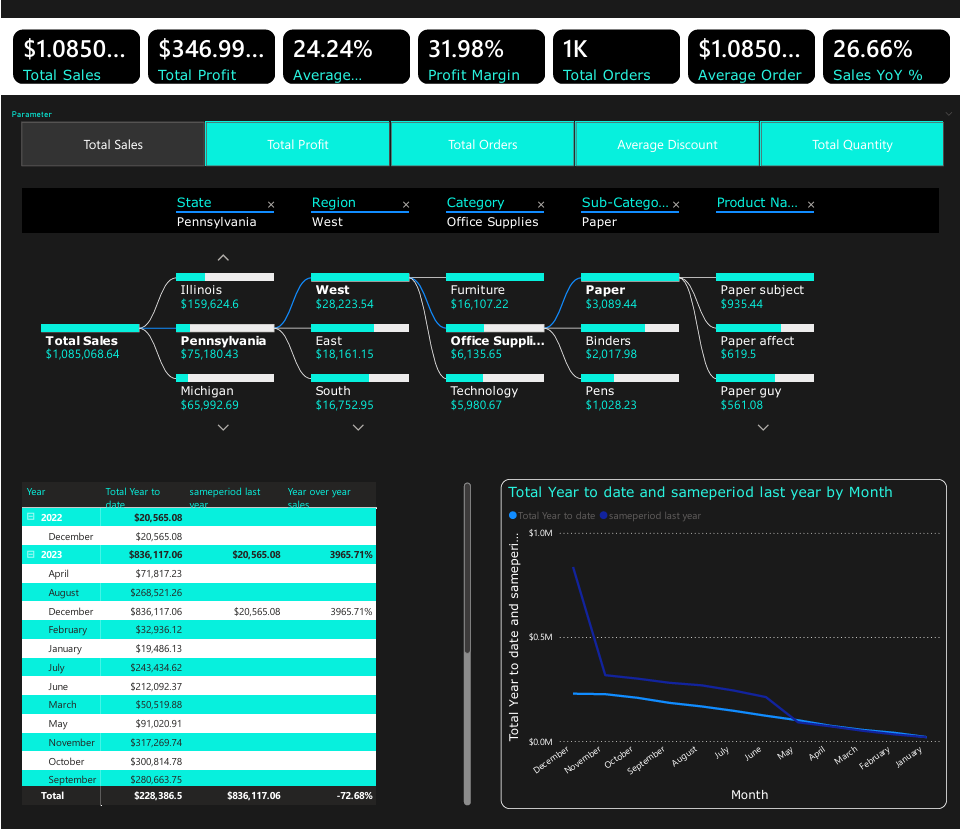 $1.0850... $346.99... 24.24% 31.98% 1K $1.0850... 26.66%
Total Sales Total Profit Average... Profit Margin Total Orders Average Order Sales YoY %
Parameter
Total Sales Total Profit Total Orders Average Discount Total Quantity
State × Region × Category × Sub-Catego... × Product Na... ×
Pennsylvania West Office Supplies Paper
Illinois West Furniture Paper Paper subject
$159,624.6 $28,223.54 $16,107.22 $3,089.44 $935.44
Total Sales Pennsylvania East Office Suppli... Binders Paper affect
$1,085,068.64 $75,180.43 $18,161.15 $6,135.65 $2,017.98 $619.5
Michigan South Technology Pens Paper guy
$65,992.69 $16,752.95 $5,980.67 $1,028.23 $561.08
Year Total Year to date sameperiod last year Year over year sales
2022 $20,565.08
December $20,565.08
2023 $836,117.06 $20,565.08 3965.71%
April $71,817.23
August $268,521.26
December $836,117.06 $20,565.08 3965.71%
February $32,936.12
January $19,486.13
July $243,434.62
June $212,092.37
March $50,519.88
May $91,020.91
November $317,269.74
October $300,814.78
September $280,663.75
Total $228,386.5 $836,117.06 -72.68%
Total Year to date and sameperiod last year by Month
Total Year to date sameperiod last year
Total Year to date and sameperi...
$1.0M
$0.5M
$0.0M
December November October September August July June May April March February January
Month